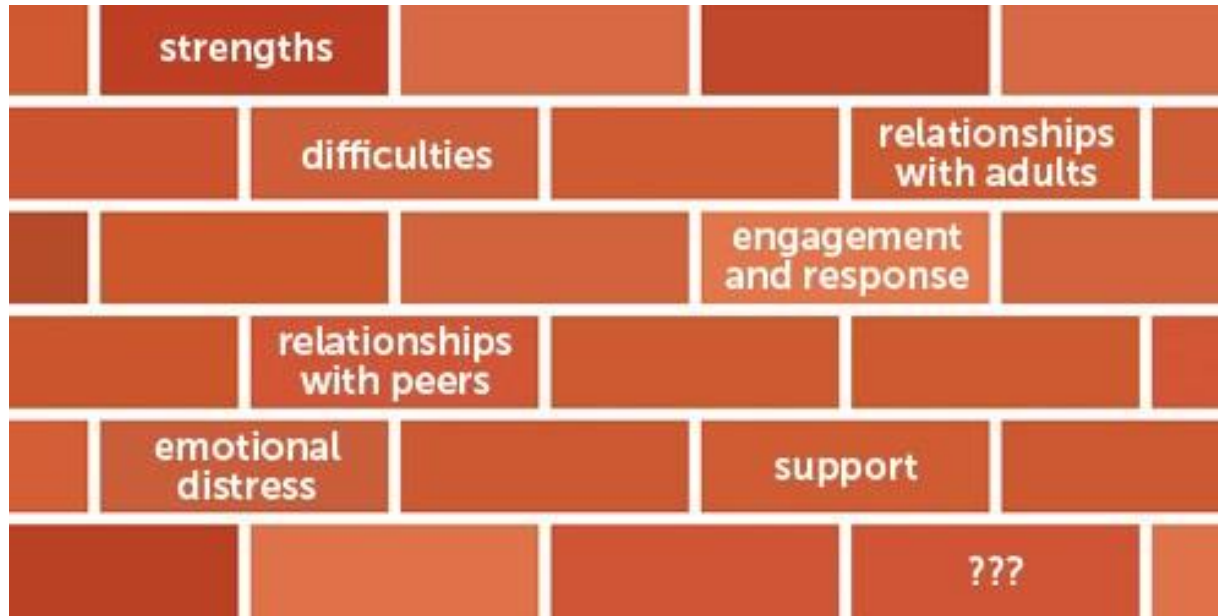 strengths
difficulties
relationships
with adults
engagement
and response
relationships
with peers
emotional
distress
support
???